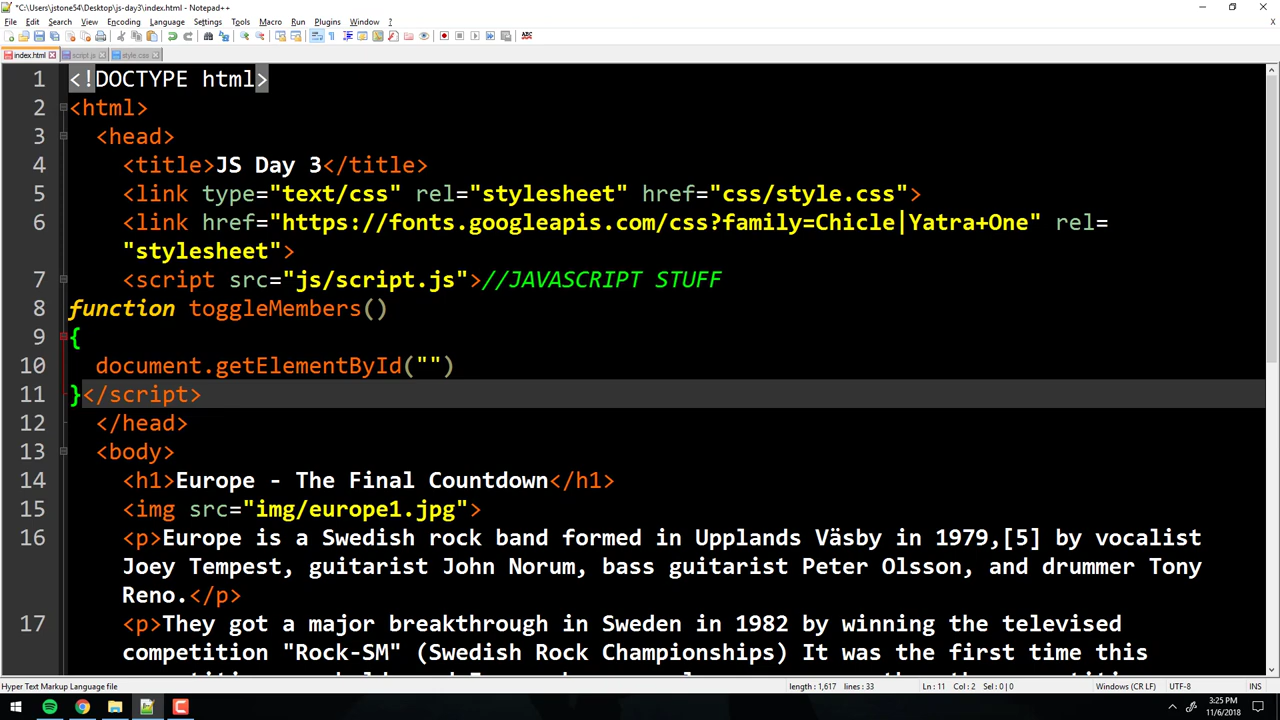 *C:\Users\jstone54\Desktop\js-day3\index.html - Notepad++
File Edit Search View Encoding Language Settings Tools Macro Run Plugins Window ?
X
index.html script.js style.css
1 <!DOCTYPE html>
2 <html>
3 <head>
4 <title>JS Day 3</title>
5 <link type="text/css" rel="stylesheet" href="css/style.css">
6 <link href="https://fonts.googleapis.com/css?family=Chicle|Yatra+One" rel=
"stylesheet">
7 <script src="js/script.js">//JAVASCRIPT STUFF
8 function toggleMembers()
9 {
10 document.getElementById("")
11 }</script>
12 </head>
13 <body>
14 <h1>Europe - The Final Countdown</h1>
15 <img src="img/europe1.jpg">
16 <p>Europe is a Swedish rock band formed in Upplands Väsby in 1979,[5] by vocalist
Joey Tempest, guitarist John Norum, bass guitarist Peter Olsson, and drummer Tony
Reno.</p>
17 <p>They got a major breakthrough in Sweden in 1982 by winning the televised
competition "Rock-SM" (Swedish Rock Championships) It was the first time this
Hyper Text Markup Language file length : 1,617 lines : 33 Ln : 11 Col : 2 Sel : 0 | 0 Windows (CR LF) UTF-8 INS
3:25 PM
11/6/2018